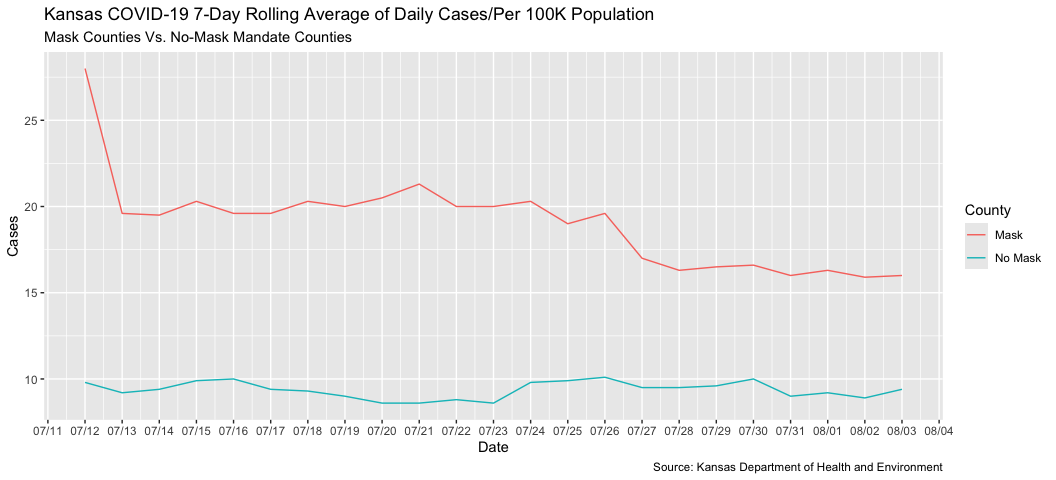 Kansas COVID-19 7-Day Rolling Average of Daily Cases/Per 100K Population
Mask Counties Vs. No-Mask Mandate Counties
25
20
15
10
Cases
07/11 07/12 07/13 07/14 07/15 07/16 07/17 07/18 07/19 07/20 07/21 07/22 07/23 07/24 07/25 07/26 07/27 07/28 07/29 07/30 07/31 08/01 08/02 08/03 08/04
Date
County
Mask
No Mask
Source: Kansas Department of Health and Environment